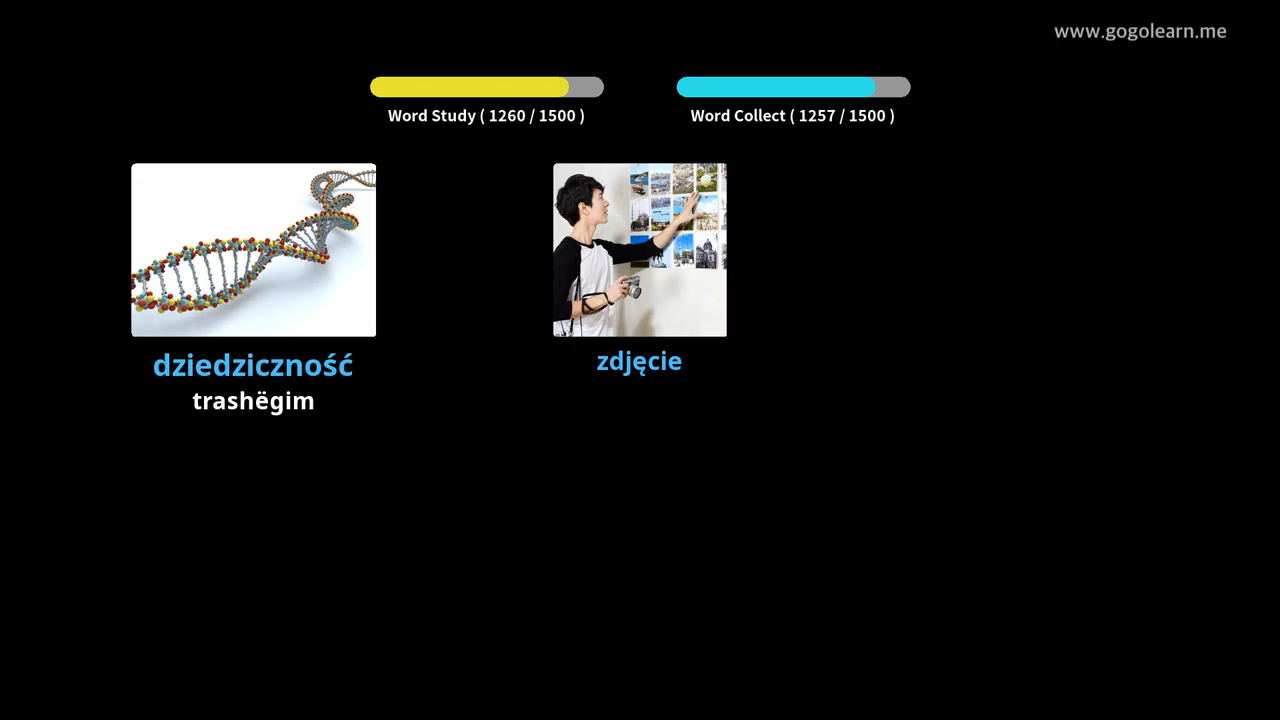 www.gogolearn.me
Word Study ( 1260 / 1500 )
Word Collect ( 1257 / 1500 )
dziedziczność
trashëgim
zdjęcie